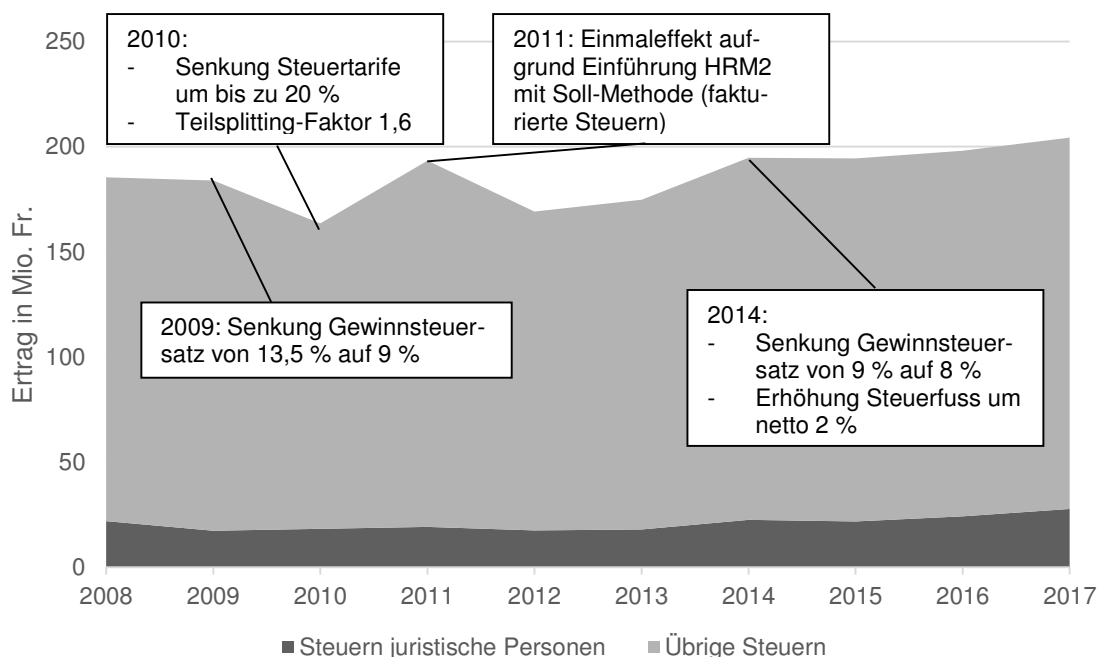 2010:
- Senkung Steuertarife
um bis zu 20 %
- Teilsplitting-Faktor 1,6
2011: Einmaleffekt auf-
grund Einführung HRM2
mit Soll-Methode (faktu-
rierte Steuern)
2009: Senkung Gewinnsteuer-
satz von 13,5 % auf 9 %
2014:
- Senkung Gewinnsteuer-
satz von 9 % auf 8 %
- Erhöhung Steuerfuss um
netto 2 %
Ertrag in Mio. Fr.
250
200
150
100
50
0
2008 2009 2010 2011 2012 2013 2014 2015 2016 2017
Steuern juristische Personen Übrige Steuern